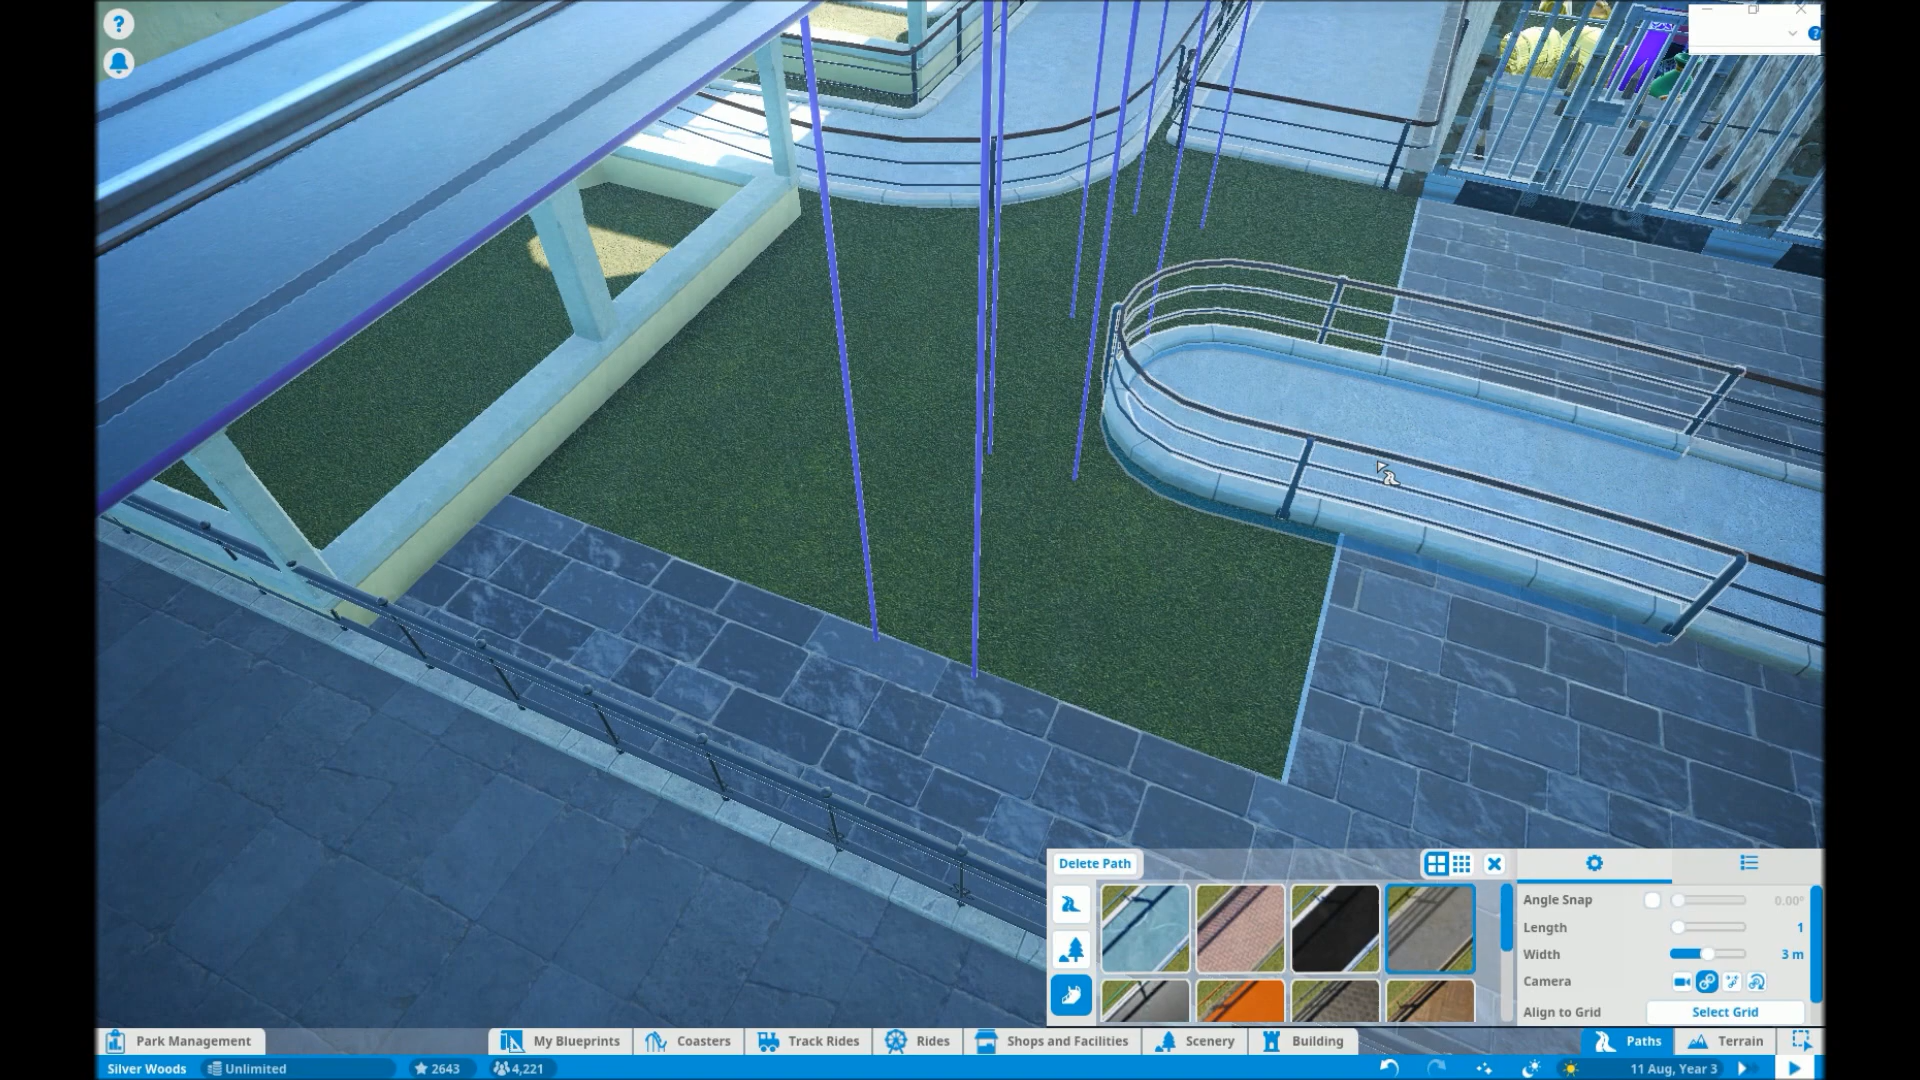 ?
?
Delete Path
Angle Snap 0.00°
Length 1
Width 3 m
Camera
Align to Grid Select Grid
Park Management My Blueprints Coasters Track Rides Rides Shops and Facilities Scenery Building Paths Terrain
Silver Woods Unlimited 2643 4,221 11 Aug, Year 3